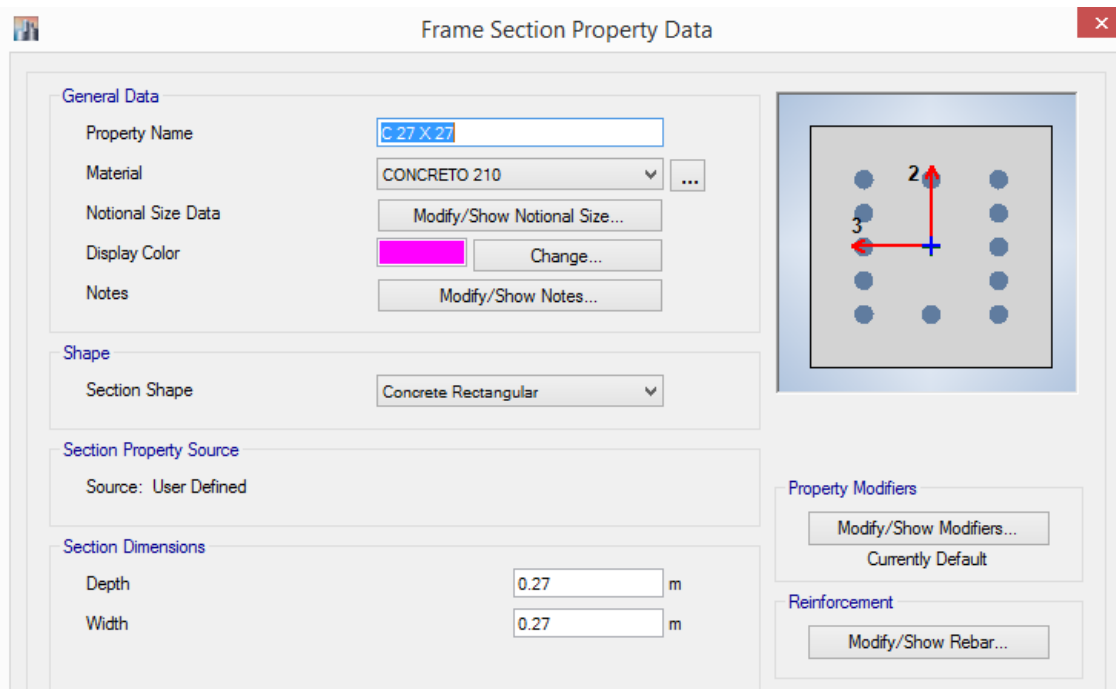 Frame Section Property Data
General Data
Property Name C 27 X 27
Material CONCRETO 210 ...
Notional Size Data Modify/Show Notional Size...
Display Color Change...
Notes Modify/Show Notes...
2
3
Shape
Section Shape Concrete Rectangular
Section Property Source
Source: User Defined
Property Modifiers
Modify/Show Modifiers...
Currently Default
Section Dimensions
Depth 0.27 m
Width 0.27 m
Reinforcement
Modify/Show Rebar...